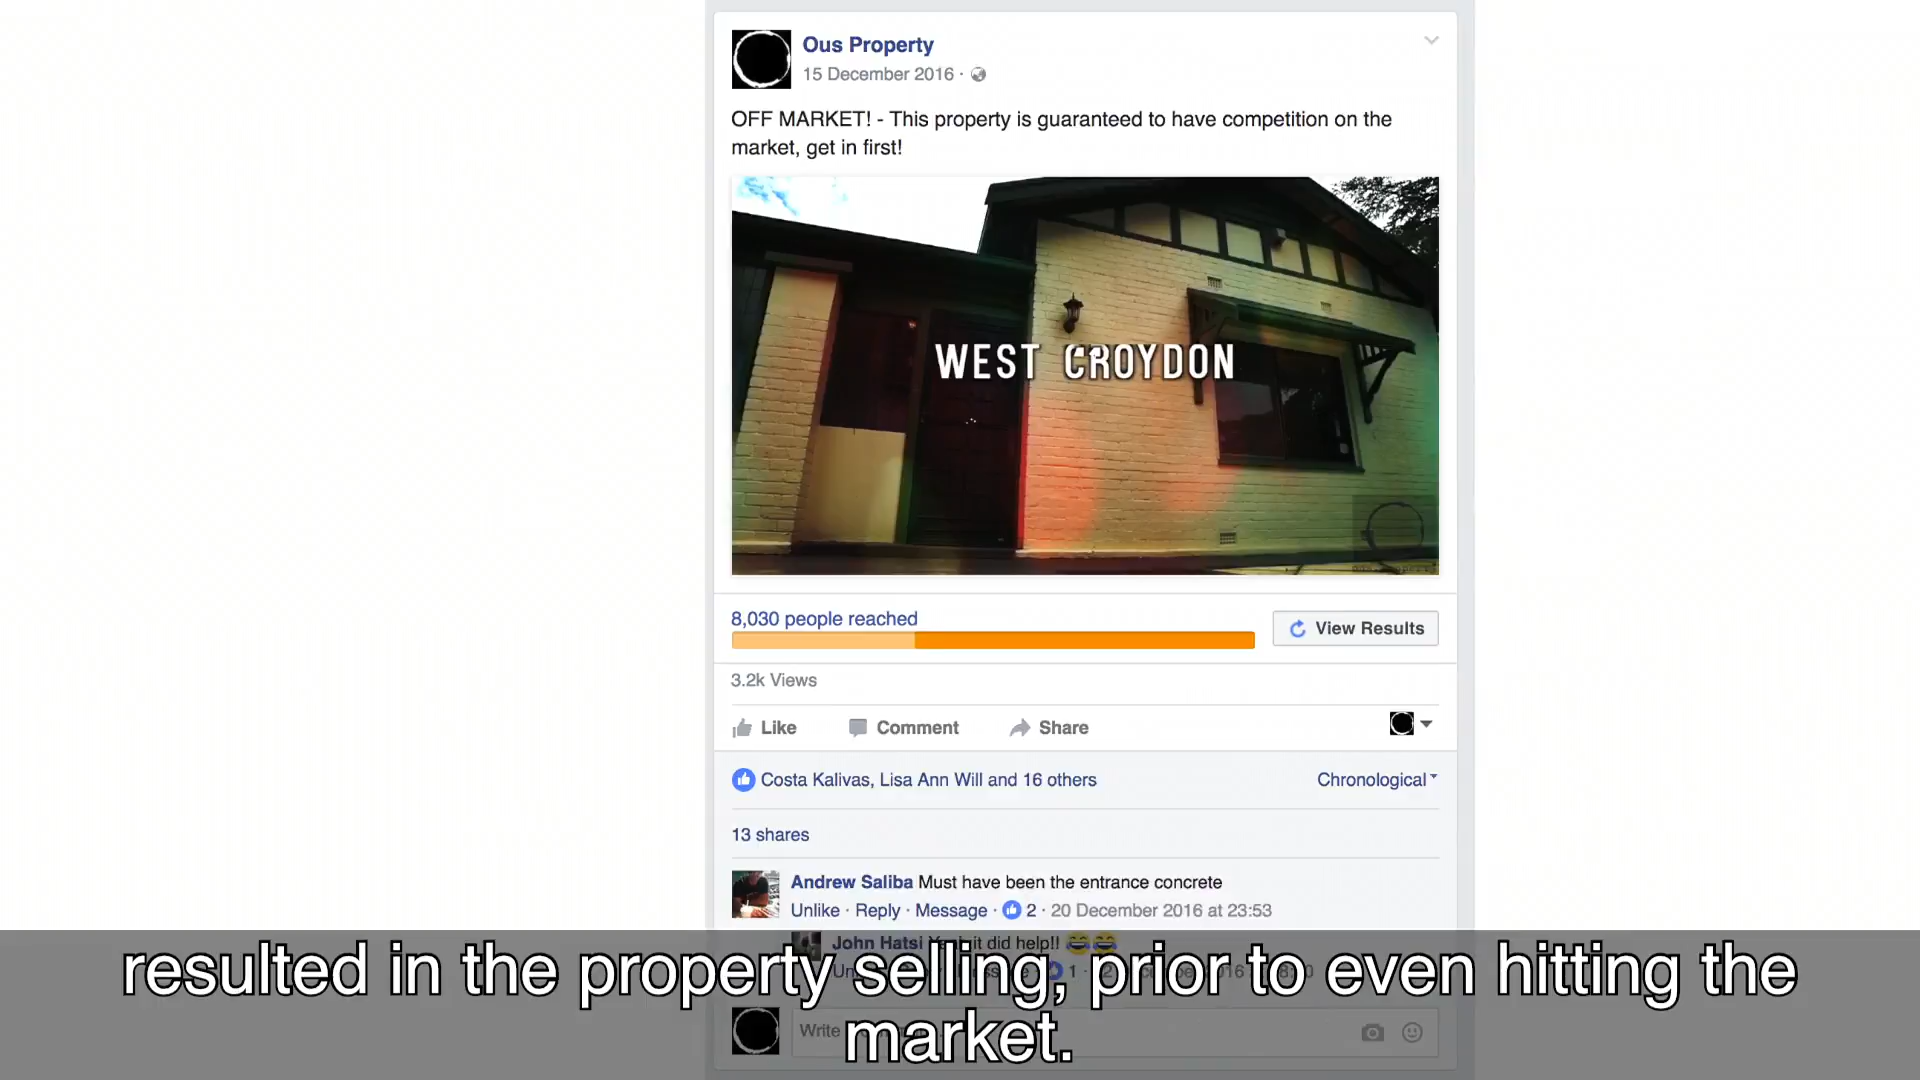 Ous Property
15 December 2016 ·
OFF MARKET! - This property is guaranteed to have competition on the
market, get in first!
WEST CROYDON
8,030 people reached
View Results
3.2k Views
Like Comment Share
Costa Kalivas, Lisa Ann Will and 16 others
Chronological
13 shares
Andrew Saliba Must have been the entrance concrete
Unlike · Reply · Message · 2 · 20 December 2016 at 23:53
John Hatsi it did help!! 😂😂
1
Write
resulted in the property selling, prior to even hitting the
market.